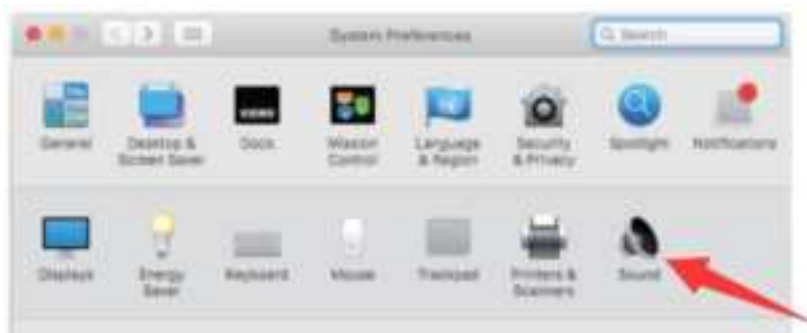 System Preferences
Search
General
Desktop &
Screen Saver
Dock
Mission
Control
Language
& Region
Security
& Privacy
Spotlight
Notifications
Displays
Energy
Saver
Keyboard
Mouse
Trackpad
Printers &
Scanners
Sound